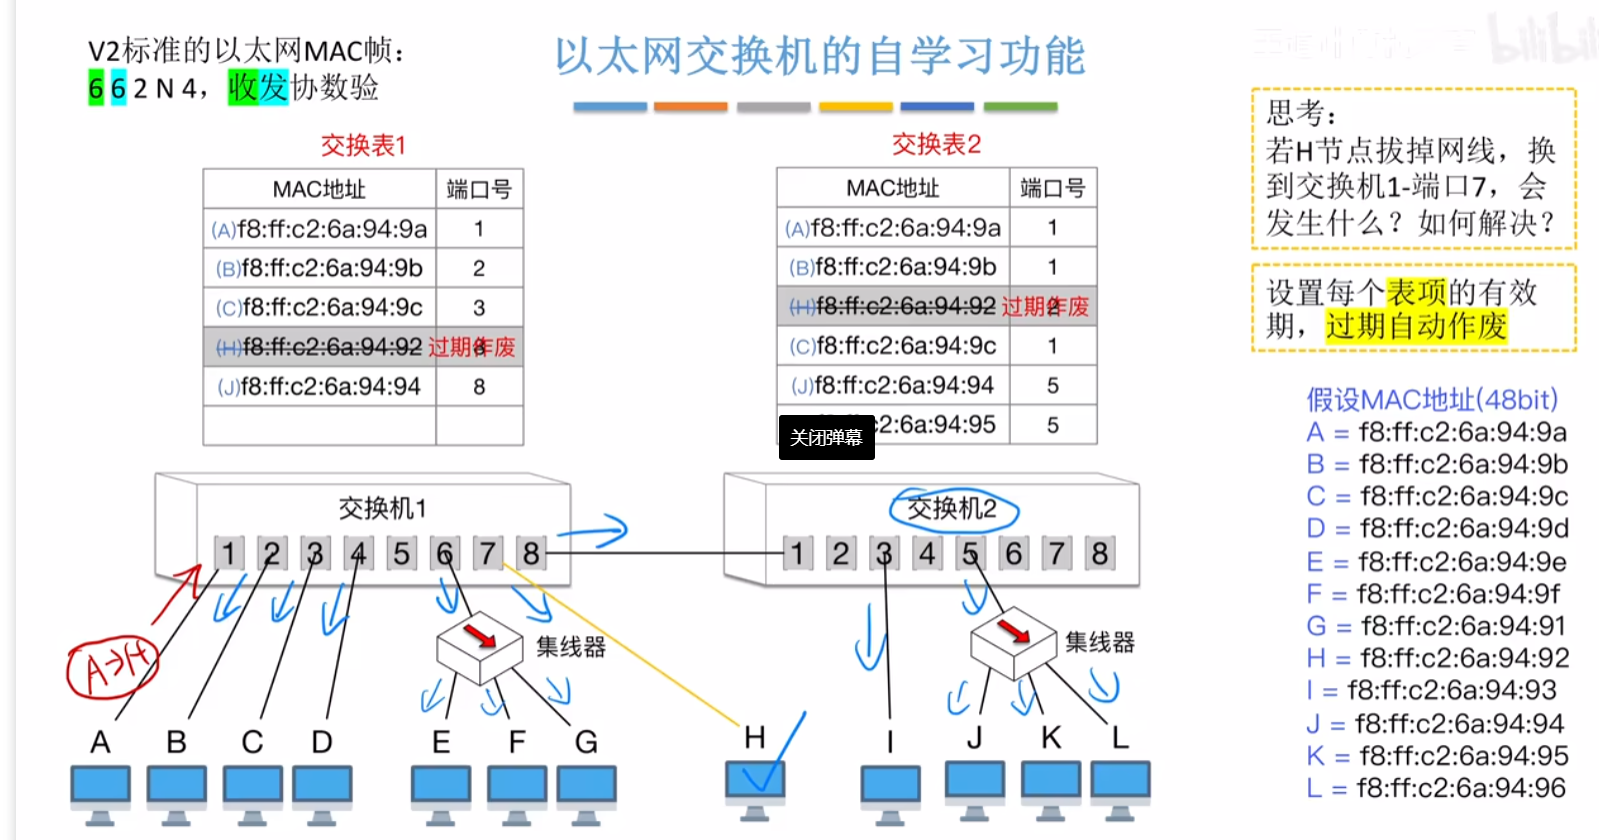 V2标准的以太网MAC帧：
6 6 2 N 4，收发协数验
以太网交换机的自学习功能
bilibili
思考：
若H节点拔掉网线，换
到交换机1-端口7，会
发生什么？如何解决？
设置每个表项的有效
期，过期自动作废
交换表1
MAC地址 端口号
(A)f8:ff:c2:6a:94:9a 1
(B)f8:ff:c2:6a:94:9b 2
(C)f8:ff:c2:6a:94:9c 3
(H)f8:ff:c2:6a:94:92 过期作废
(J)f8:ff:c2:6a:94:94 8
交换表2
MAC地址 端口号
(A)f8:ff:c2:6a:94:9a 1
(B)f8:ff:c2:6a:94:9b 1
(H)f8:ff:c2:6a:94:92 过期作废
(C)f8:ff:c2:6a:94:9c 1
(J)f8:ff:c2:6a:94:94 5
c2:6a:94:95 5
关闭弹幕
假设MAC地址(48bit)
A = f8:ff:c2:6a:94:9a
B = f8:ff:c2:6a:94:9b
C = f8:ff:c2:6a:94:9c
D = f8:ff:c2:6a:94:9d
E = f8:ff:c2:6a:94:9e
F = f8:ff:c2:6a:94:9f
G = f8:ff:c2:6a:94:91
H = f8:ff:c2:6a:94:92
I = f8:ff:c2:6a:94:93
J = f8:ff:c2:6a:94:94
K = f8:ff:c2:6a:94:95
L = f8:ff:c2:6a:94:96
交换机1
1 2 3 4 5 6 7 8
交换机2
1 2 3 4 5 6 7 8
集线器
集线器
A→H
A B C D E F G H I J K L